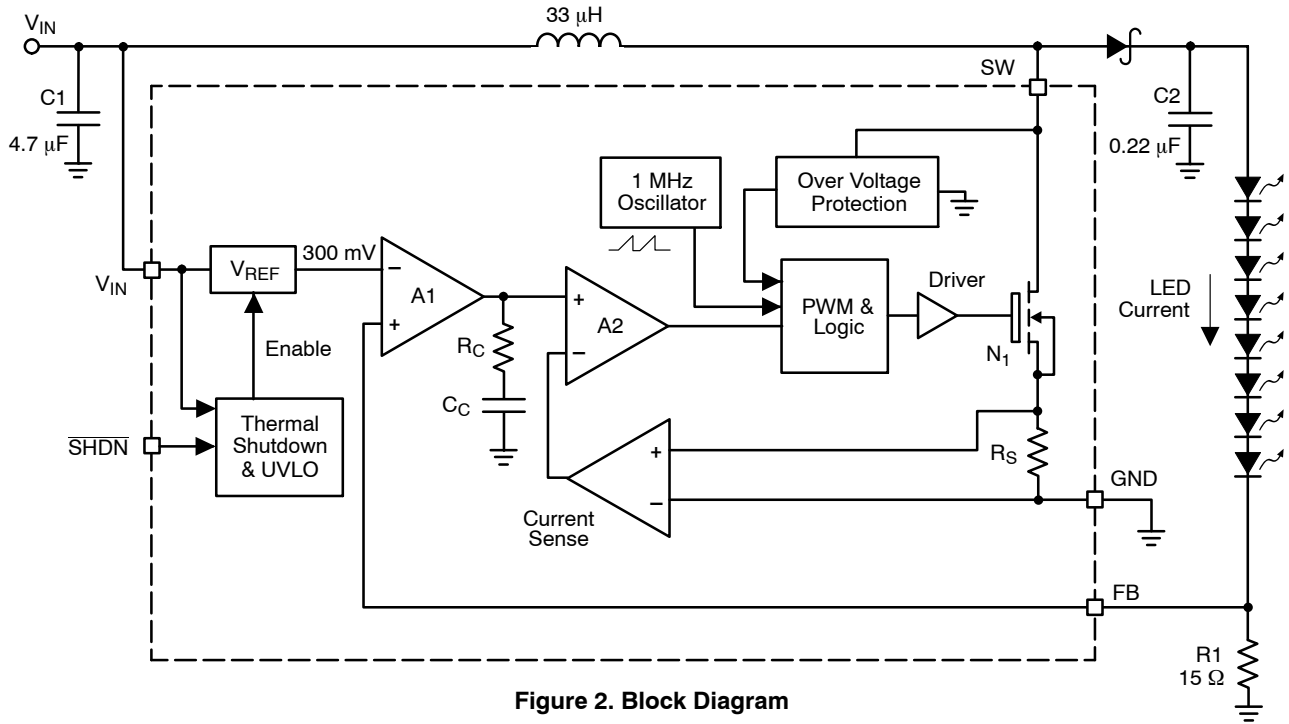 V_IN
33 μH
SW
C1
4.7 μF
C2
0.22 μF
1 MHz
Oscillator
Over Voltage
Protection
V_IN
V_REF
300 mV
−
+
A1
Enable
R_C
C_C
+
−
A2
PWM &
Logic
Driver
N_1
LED
Current
SHDN
Thermal
Shutdown
& UVLO
+
−
Current
Sense
R_S
GND
FB
R1
15 Ω
Figure 2. Block Diagram